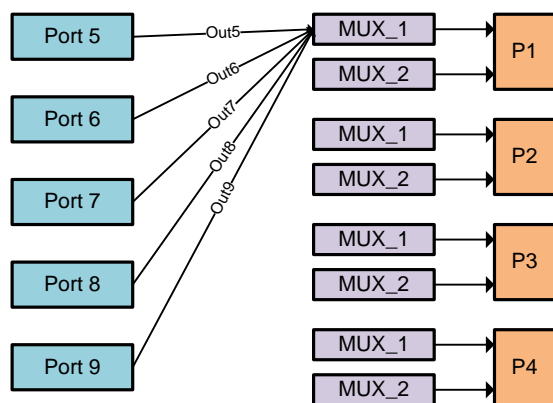 Port 5
Out5
MUX_1
P1
MUX_2
Port 6
Out6
MUX_1
P2
MUX_2
Port 7
Out7
MUX_1
P3
MUX_2
Port 8
Out8
MUX_1
P4
MUX_2
Port 9
Out9